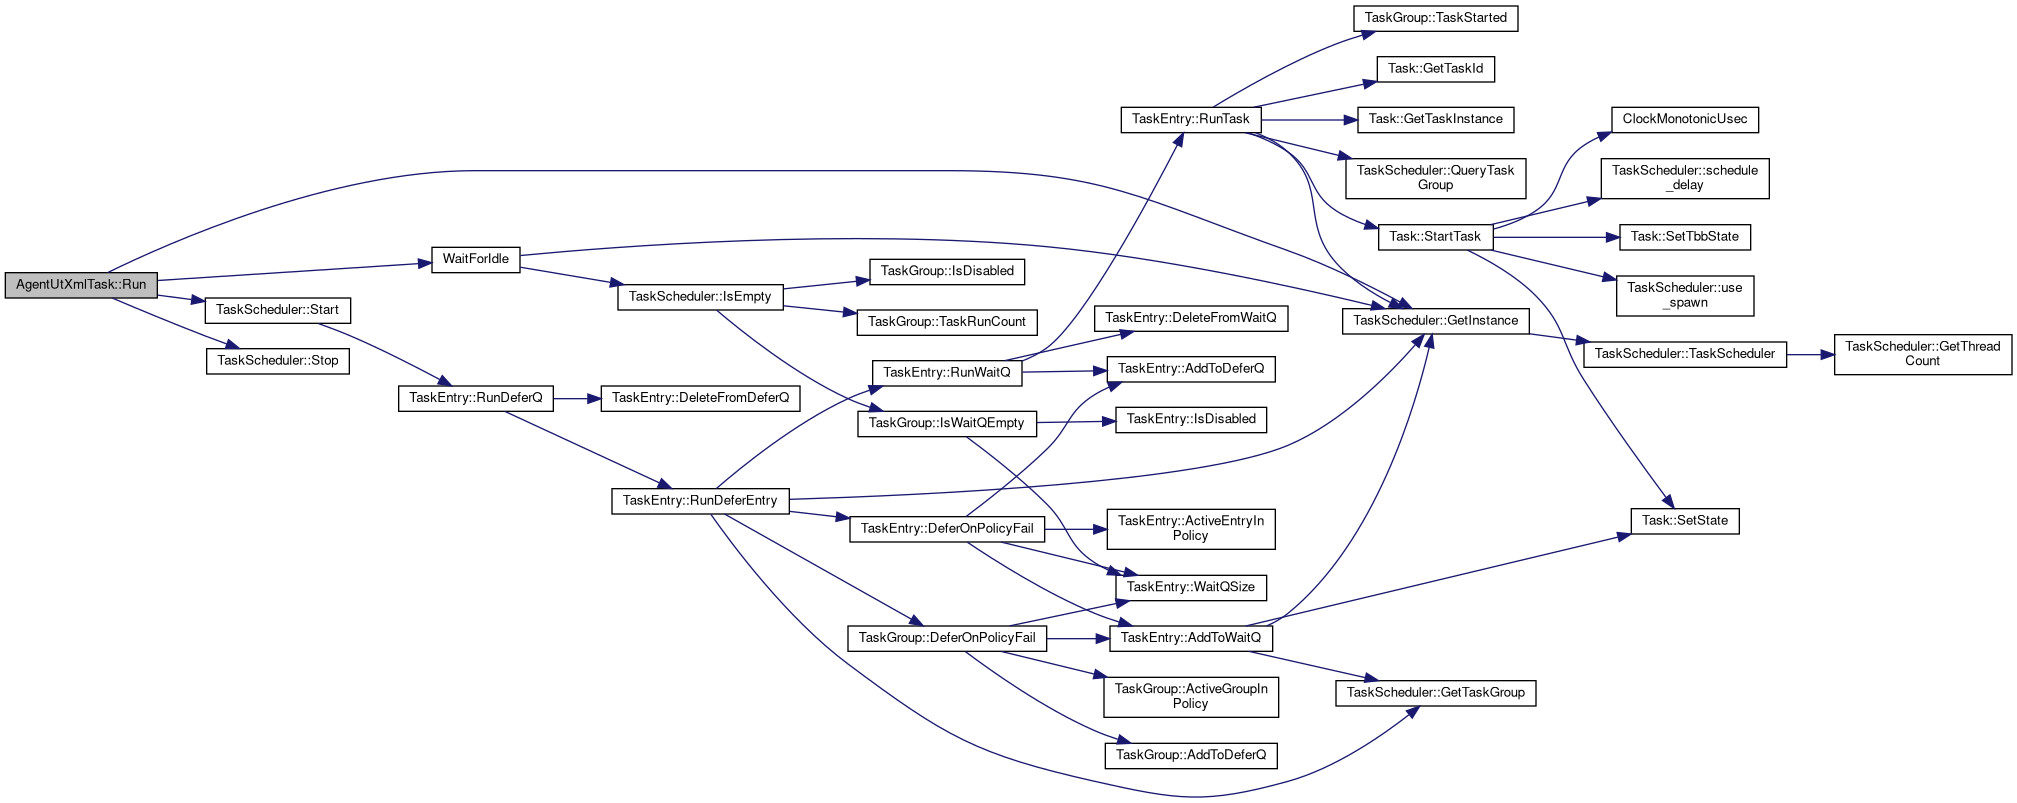 TaskGroup::TaskStarted
Task::GetTaskId
TaskEntry::RunTask
Task::GetTaskInstance
ClockMonotonicUsec
TaskScheduler::QueryTask
Group
TaskScheduler::schedule
_delay
Task::StartTask
Task::SetTbbState
WaitForIdle
TaskGroup::IsDisabled
AgentUtXmlTask::Run
TaskScheduler::IsEmpty
TaskScheduler::use
_spawn
TaskScheduler::Start
TaskGroup::TaskRunCount
TaskEntry::DeleteFromWaitQ
TaskScheduler::GetInstance
TaskScheduler::Stop
TaskEntry::RunWaitQ
TaskEntry::AddToDeferQ
TaskScheduler::TaskScheduler
TaskScheduler::GetThread
Count
TaskEntry::RunDeferQ
TaskEntry::DeleteFromDeferQ
TaskGroup::IsWaitQEmpty
TaskEntry::IsDisabled
TaskEntry::RunDeferEntry
TaskEntry::DeferOnPolicyFail
TaskEntry::ActiveEntryIn
Policy
Task::SetState
TaskEntry::WaitQSize
TaskGroup::DeferOnPolicyFail
TaskEntry::AddToWaitQ
TaskGroup::ActiveGroupIn
Policy
TaskScheduler::GetTaskGroup
TaskGroup::AddToDeferQ